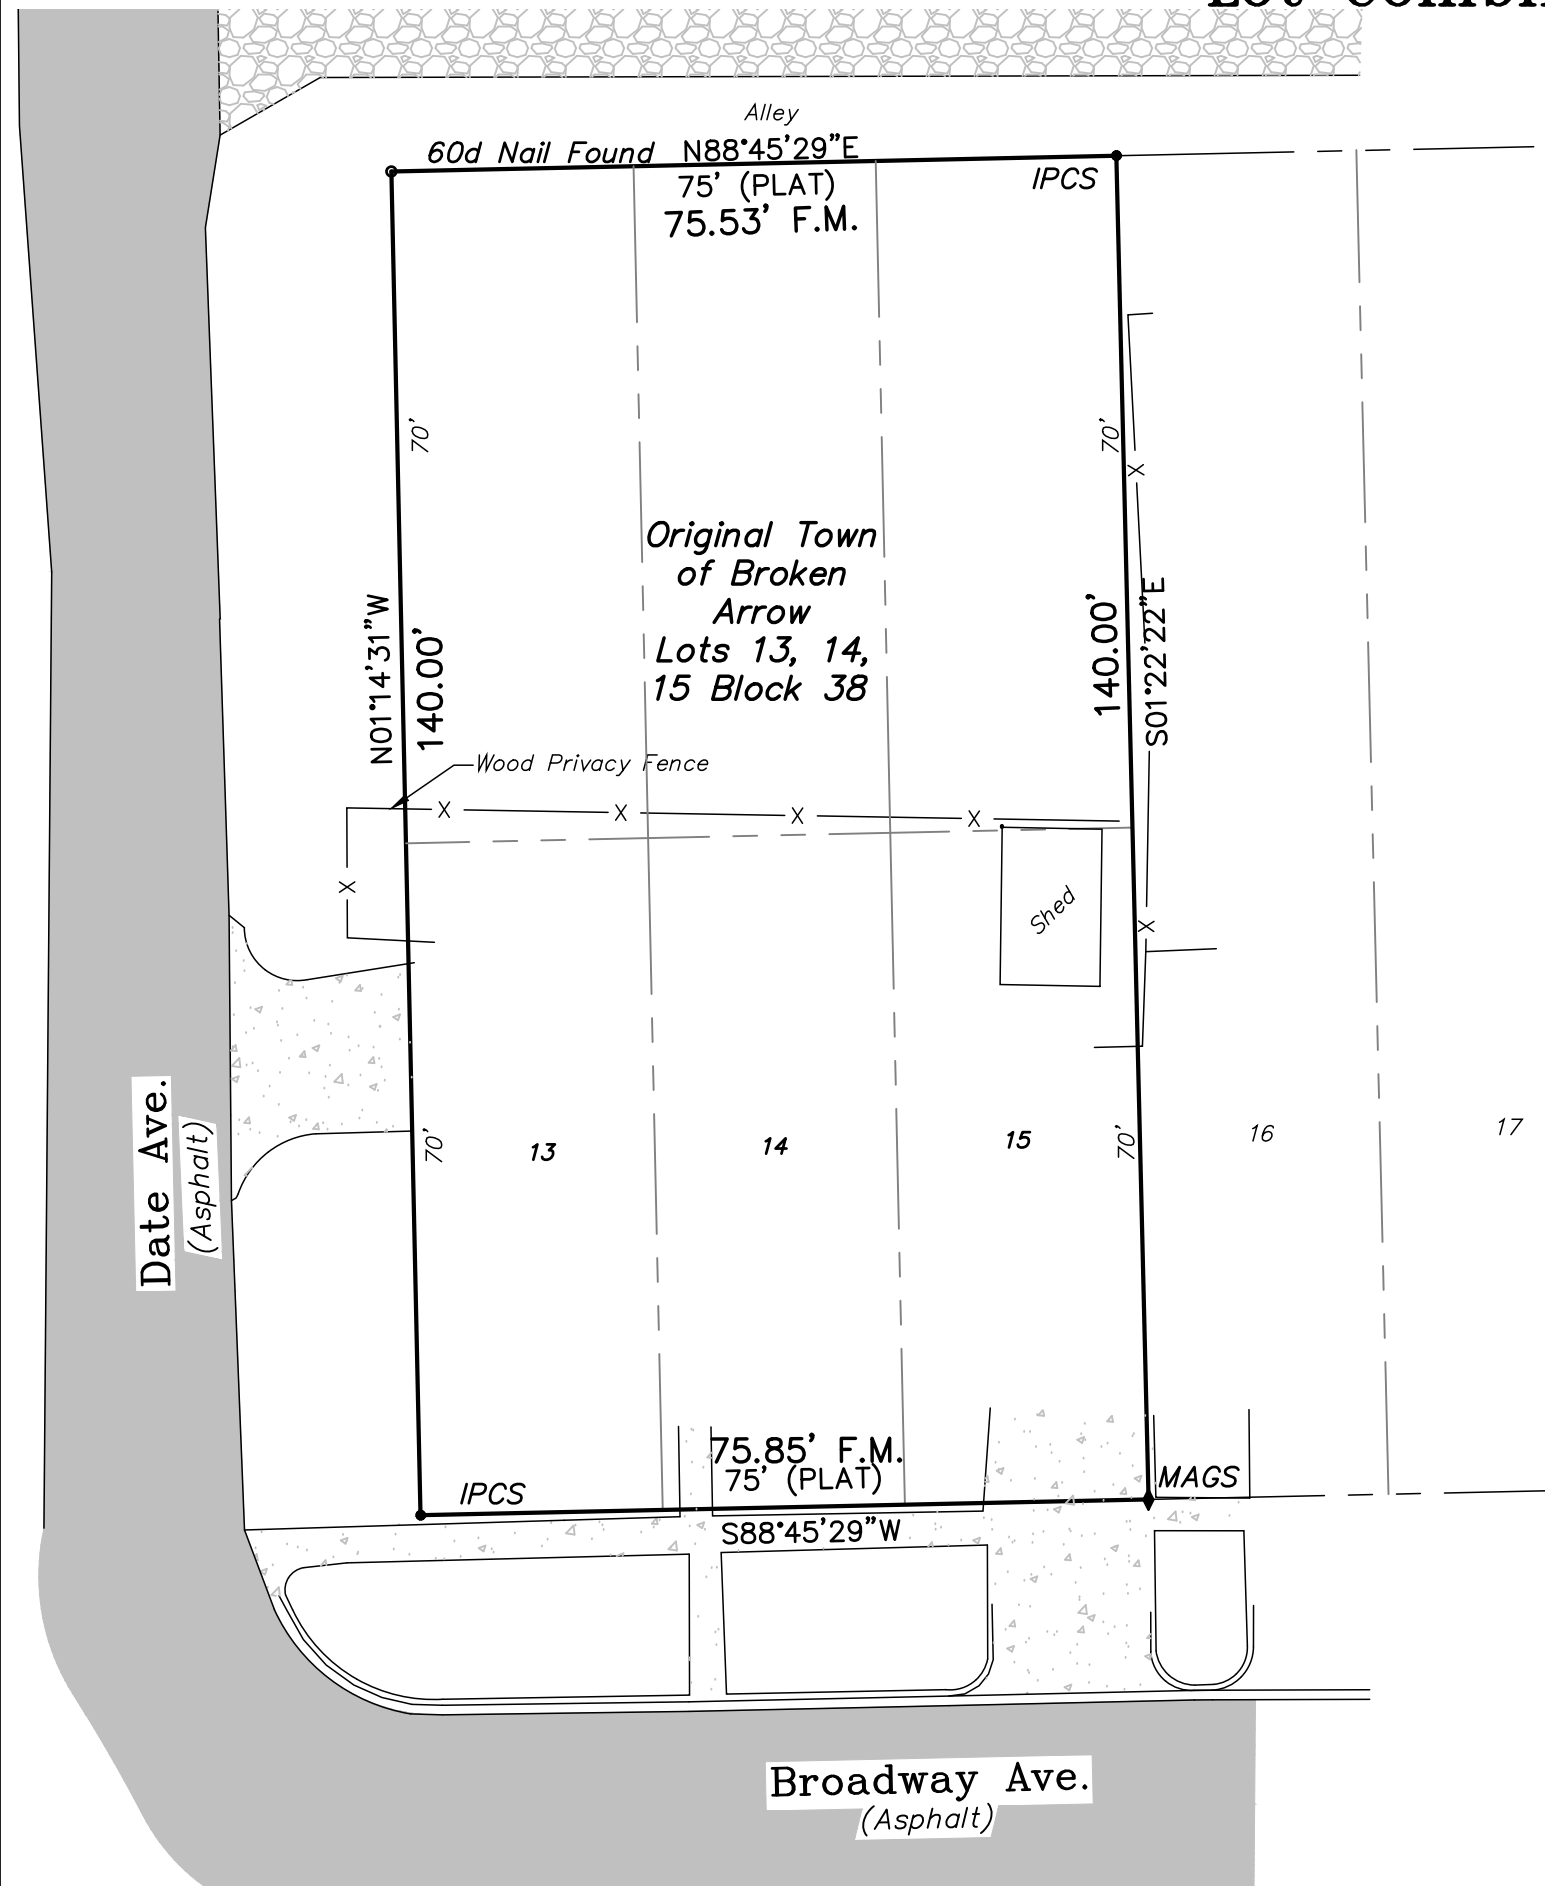 Alley
60d Nail Found N88°45'29"E
75' (PLAT)
IPCS
75.53' F.M.
70'
70'
Original Town
of Broken
Arrow
Lots 13, 14,
15 Block 38
N01°14'31"W
140.00'
140.00'
S01°22'22"E
Wood Privacy Fence
X
X
X
X
X
X
X
Shed
Date Ave.
(Asphalt)
70'
13
14
15
70'
16
17
75.85' F.M.
75' (PLAT)
IPCS
MAGS
S88°45'29"W
Broadway Ave.
(Asphalt)